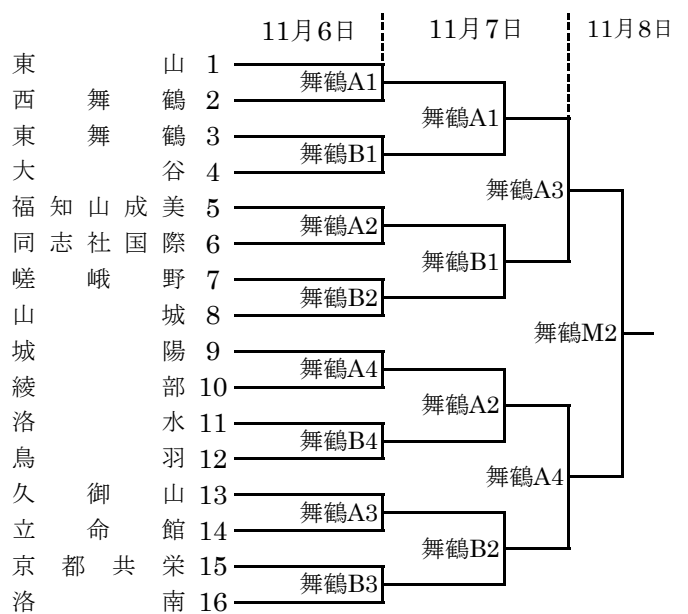 11月6日 11月7日 11月8日
東山 1
舞鶴A1
西舞鶴 2
舞鶴A1
東舞鶴 3
舞鶴B1
大谷 4
舞鶴A3
福知山成美 5
舞鶴A2
同志社国際 6
舞鶴B1
嵯峨野 7
舞鶴B2
山城 8
舞鶴M2
城陽 9
舞鶴A4
綾部 10
舞鶴A2
洛水 11
舞鶴B4
鳥羽 12
舞鶴A4
久御山 13
舞鶴A3
立命館 14
舞鶴B2
京都共栄 15
舞鶴B3
洛南 16